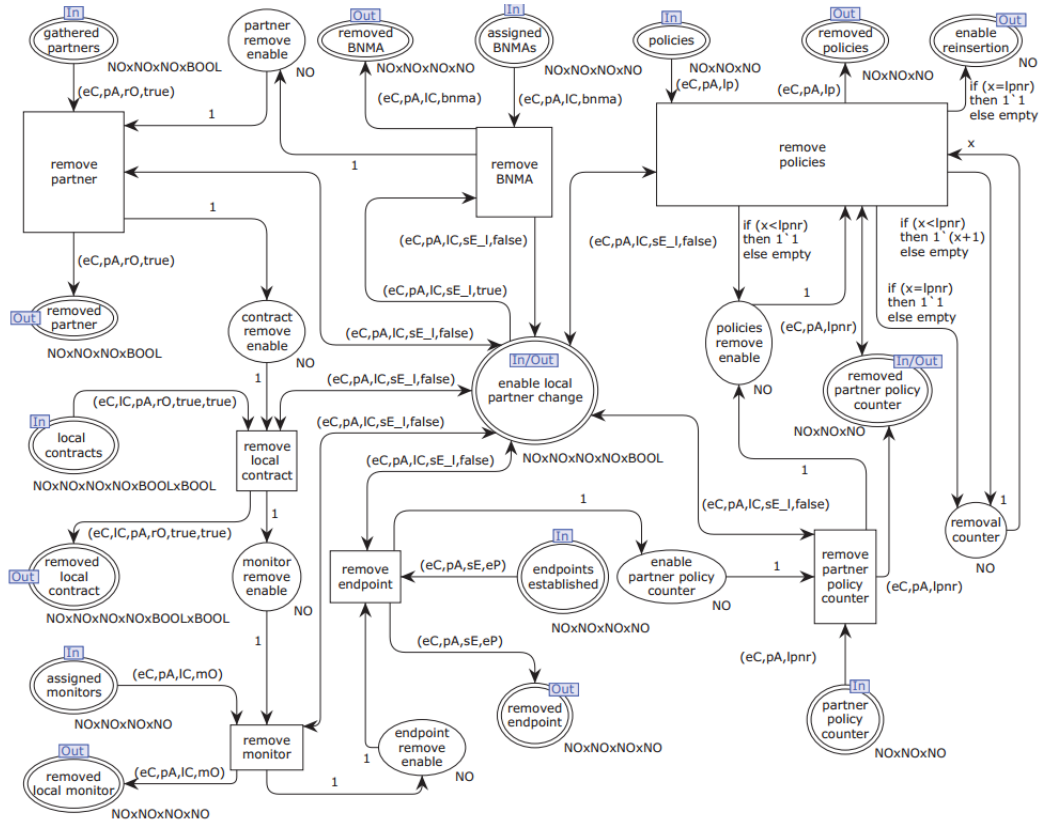 In
gathered
partners
NOxNOxNOxBOOL
(eC,pA,rO,true)
partner
remove
enable
NO
1
Out
removed
BNMA
NOxNOxNOxNO
(eC,pA,lC,bnma)
In
assigned
BNMAs
NOxNOxNOxNO
(eC,pA,lC,bnma)
In
policies
NOxNOxNO
(eC,pA,lp)
Out
removed
policies
NOxNOxNO
(eC,pA,lp)
Out
enable
reinsertion
NO
if (x=lpnr)
then 1`1
else empty
remove
partner
remove
BNMA
1
remove
policies
x
1
(eC,pA,lC,sE_l,false)
(eC,pA,rO,true)
Out
removed
partner
NOxNOxNOxBOOL
contract
remove
enable
NO
(eC,pA,lC,sE_l,true)
(eC,pA,lC,sE_l,false)
(eC,pA,lC,sE_l,false)
if (x<lpnr)
then 1`1
else empty
if (x<lpnr)
then 1`(x+1)
else empty
if (x=lpnr)
then 1`1
else empty
1
policies
remove
enable
NO
(eC,pA,lpnr)
In/Out
removed
partner policy
counter
NOxNOxNO
In/Out
enable local
partner change
NOxNOxNOxNOxBOOL
1
(eC,pA,lC,sE_l,false)
(eC,lC,pA,rO,true,true)
In
local
contracts
NOxNOxNOxNOxBOOLxBOOL
remove
local
contract
(eC,pA,lC,sE_l,false)
(eC,pA,lC,sE_l,false)
1
(eC,lC,pA,rO,true,true)
Out
removed
local
contract
NOxNOxNOxNOxBOOLxBOOL
1
monitor
remove
enable
NO
1
remove
endpoint
1
(eC,pA,sE,eP)
In
endpoints
established
NOxNOxNOxNO
enable
partner policy
counter
NO
1
(eC,pA,lC,sE_l,false)
remove
partner
policy
counter
(eC,pA,lpnr)
removal
counter
NO
1
In
assigned
monitors
NOxNOxNOxNO
(eC,pA,lC,mO)
remove
monitor
(eC,pA,sE,eP)
Out
removed
endpoint
NOxNOxNOxNO
(eC,pA,lpnr)
In
partner
policy
counter
NOxNOxNO
1
endpoint
remove
enable
NO
1
Out
removed
local monitor
NOxNOxNOxNO
(eC,pA,lC,mO)